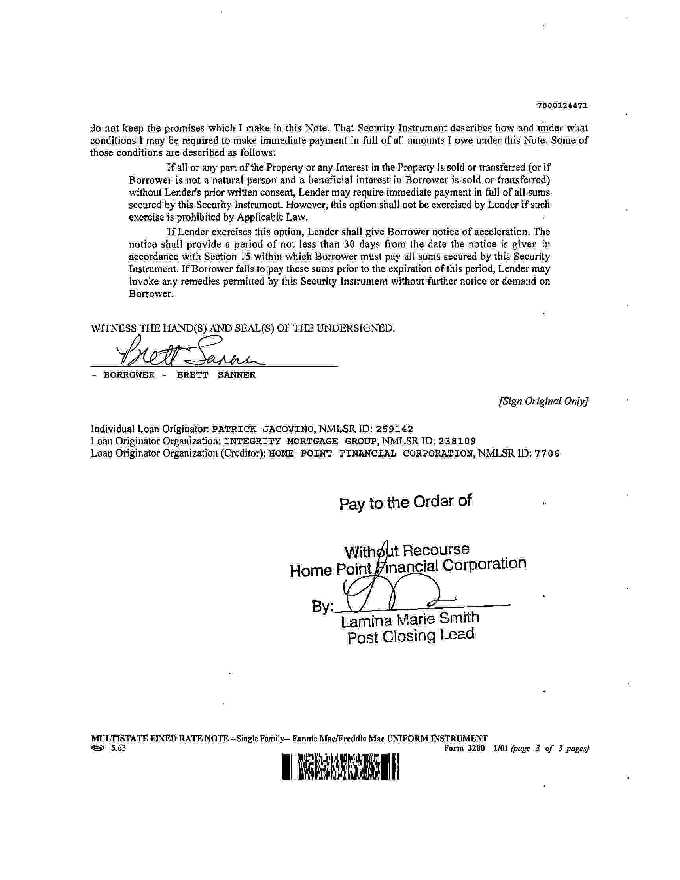 7000124471
do not keep the promises which I make in this Note. That Security Instrument describes how and under what
conditions I may be required to make immediate payment in full of all amounts I owe under this Note. Some of
those conditions are described as follows:
If all or any part of the Property or any Interest in the Property is sold or transferred (or if
Borrower is not a natural person and a beneficial interest in Borrower is sold or transferred)
without Lender's prior written consent, Lender may require immediate payment in full of all sums
secured by this Security Instrument. However, this option shall not be exercised by Lender if such
exercise is prohibited by Applicable Law.
If Lender exercises this option, Lender shall give Borrower notice of acceleration. The
notice shall provide a period of not less than 30 days from the date the notice is given in
accordance with Section 15 within which Borrower must pay all sums secured by this Security
Instrument. If Borrower fails to pay these sums prior to the expiration of this period, Lender may
invoke any remedies permitted by this Security Instrument without further notice or demand on
Borrower.
WITNESS THE HAND(S) AND SEAL(S) OF THE UNDERSIGNED.
Brett Sanner
- BORROWER - BRETT SANNER
[Sign Original Only]
Individual Loan Originator: PATRICK JACOVINO, NMLSR ID: 259142
Loan Originator Organization: INTEGRITY MORTGAGE GROUP, NMLSR ID: 238109
Loan Originator Organization (Creditor): HOME POINT FINANCIAL CORPORATION, NMLSR ID: 7706
Pay to the Order of
Without Recourse
Home Point Financial Corporation
By:
Lamina Marie Smith
Post Closing Lead
MULTISTATE FIXED RATE NOTE--Single Family--Fannie Mae/Freddie Mac UNIFORM INSTRUMENT
5.63 Form 3200 1/01 (page 3 of 3 pages)